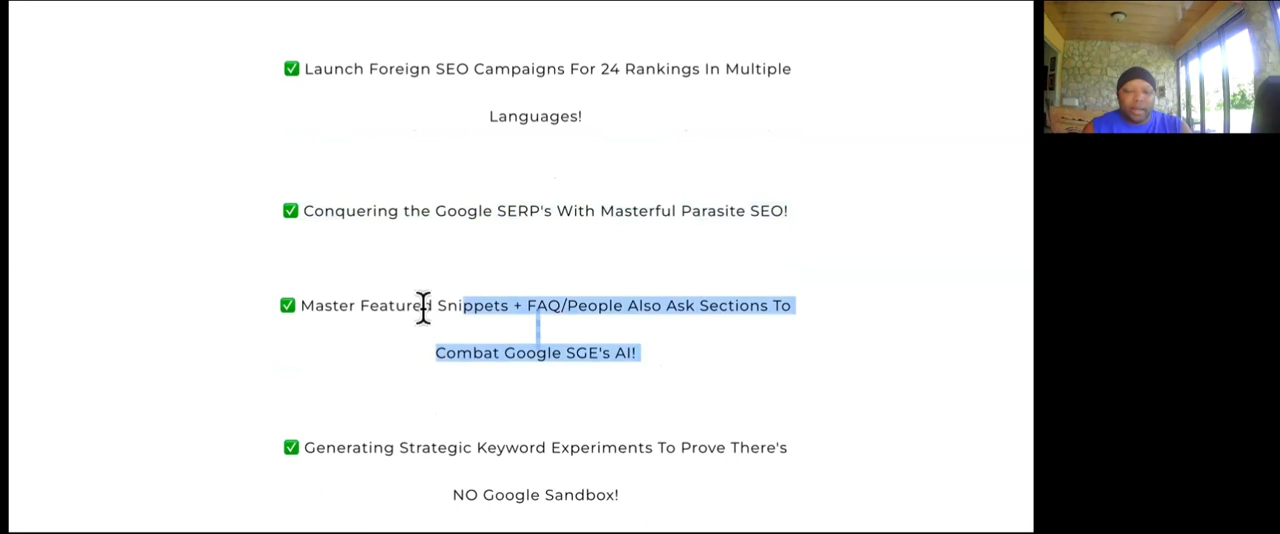 ✅ Launch Foreign SEO Campaigns For 24 Rankings In Multiple
Languages!
✅ Conquering the Google SERP's With Masterful Parasite SEO!
✅ Master Featured Snippets + FAQ/People Also Ask Sections To
Combat Google SGE's AI!
✅ Generating Strategic Keyword Experiments To Prove There's
NO Google Sandbox!